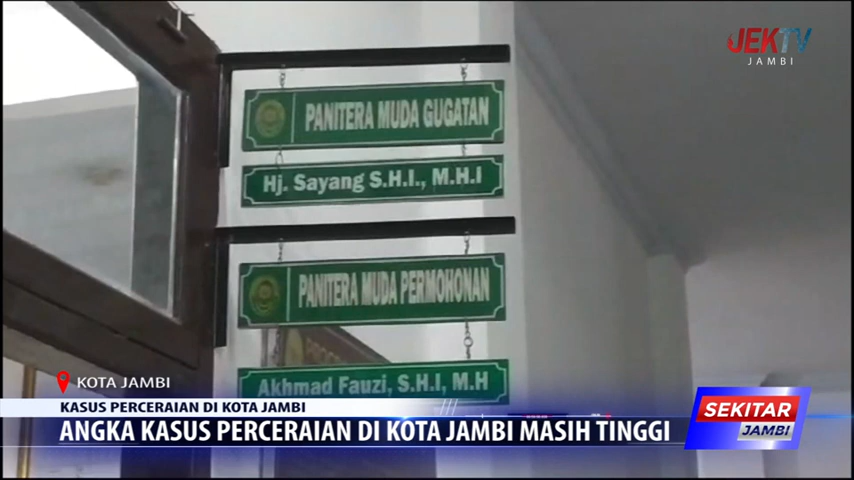 JEKTV
JAMBI
PANITERA MUDA GUGATAN
Hj. Sayang S.H.I., M.H.I
PANITERA MUDA PERMOHONAN
Akhmad Fauzi, S.H.I, M.H
KOTA JAMBI
KASUS PERCERAIAN DI KOTA JAMBI
ANGKA KASUS PERCERAIAN DI KOTA JAMBI MASIH TINGGI
SEKITAR
JAMBI